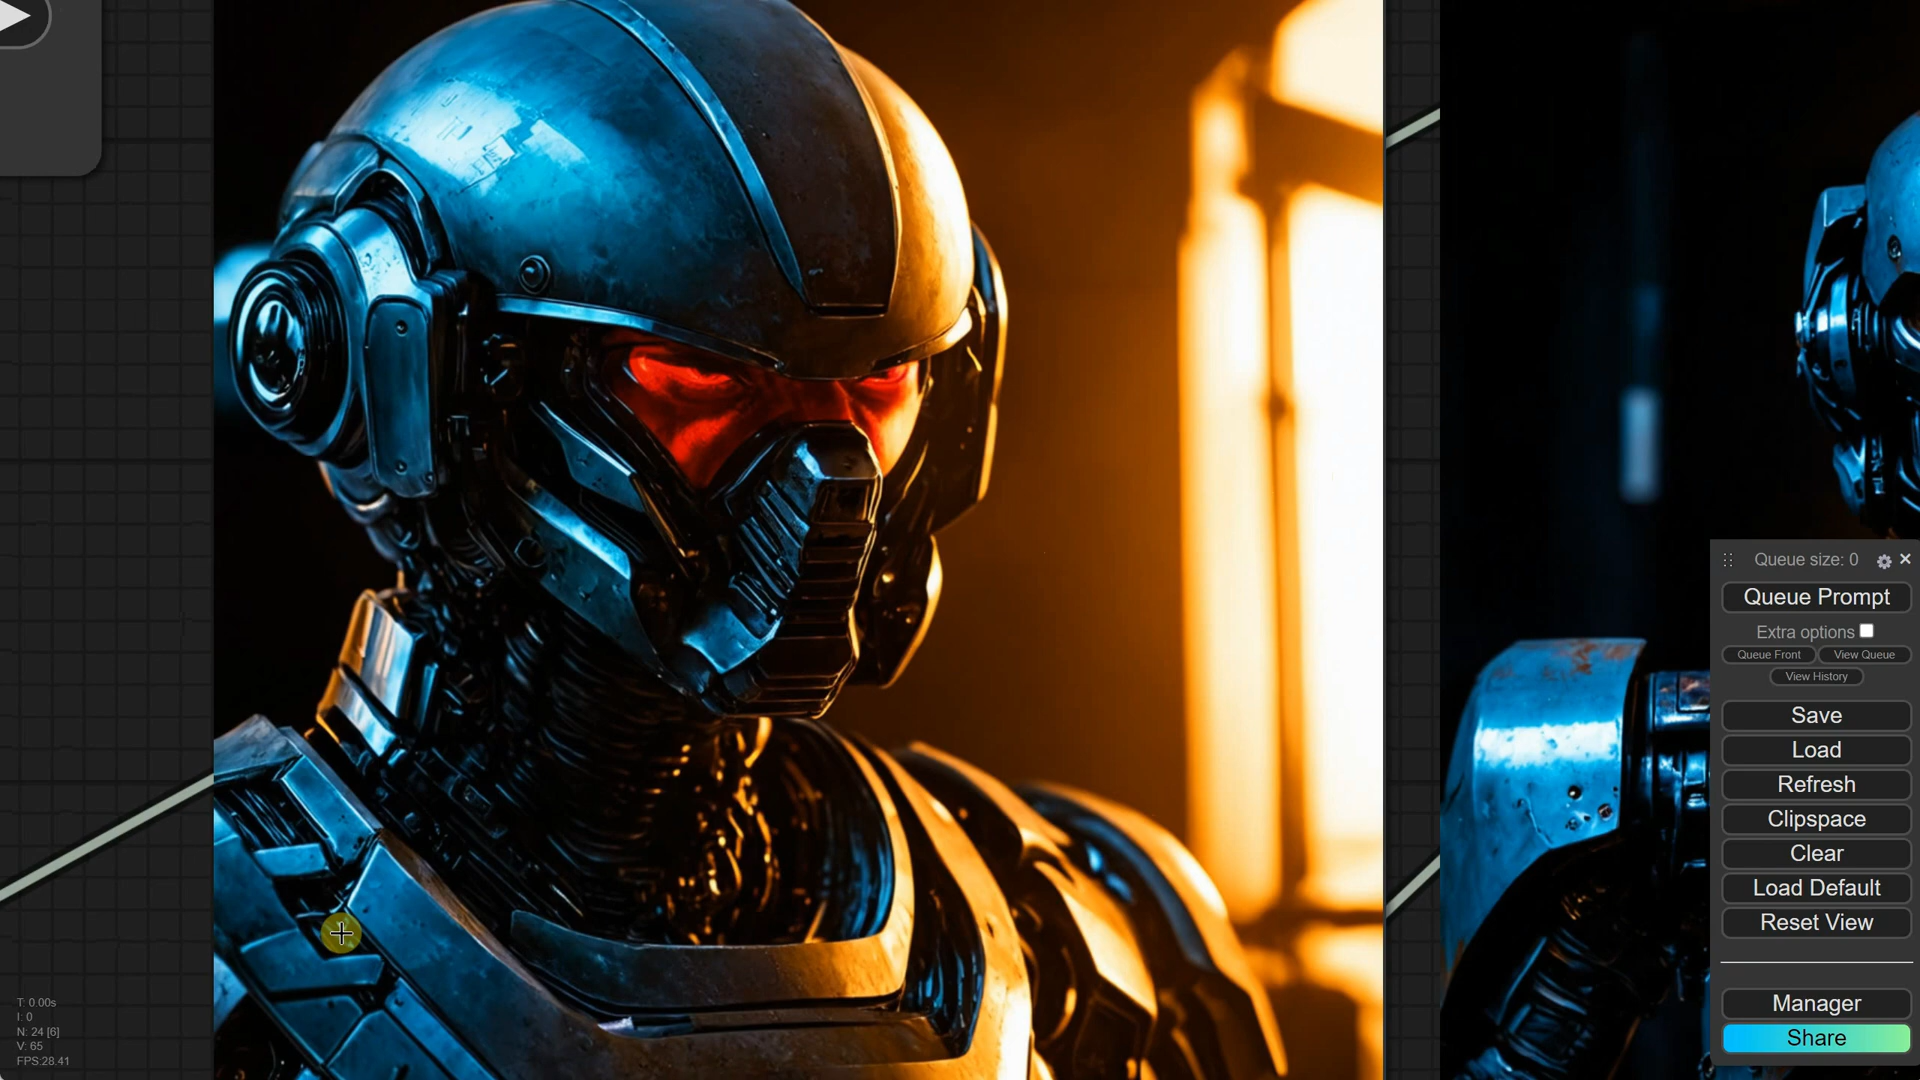 Queue size: 0
Queue Prompt
Extra options
Queue Front
View Queue
View History
Save
Load
Refresh
Clipspace
Clear
Load Default
Reset View
Manager
Share
T: 0.00s
I: 0
N: 24 [6]
V: 65
FPS:28.41